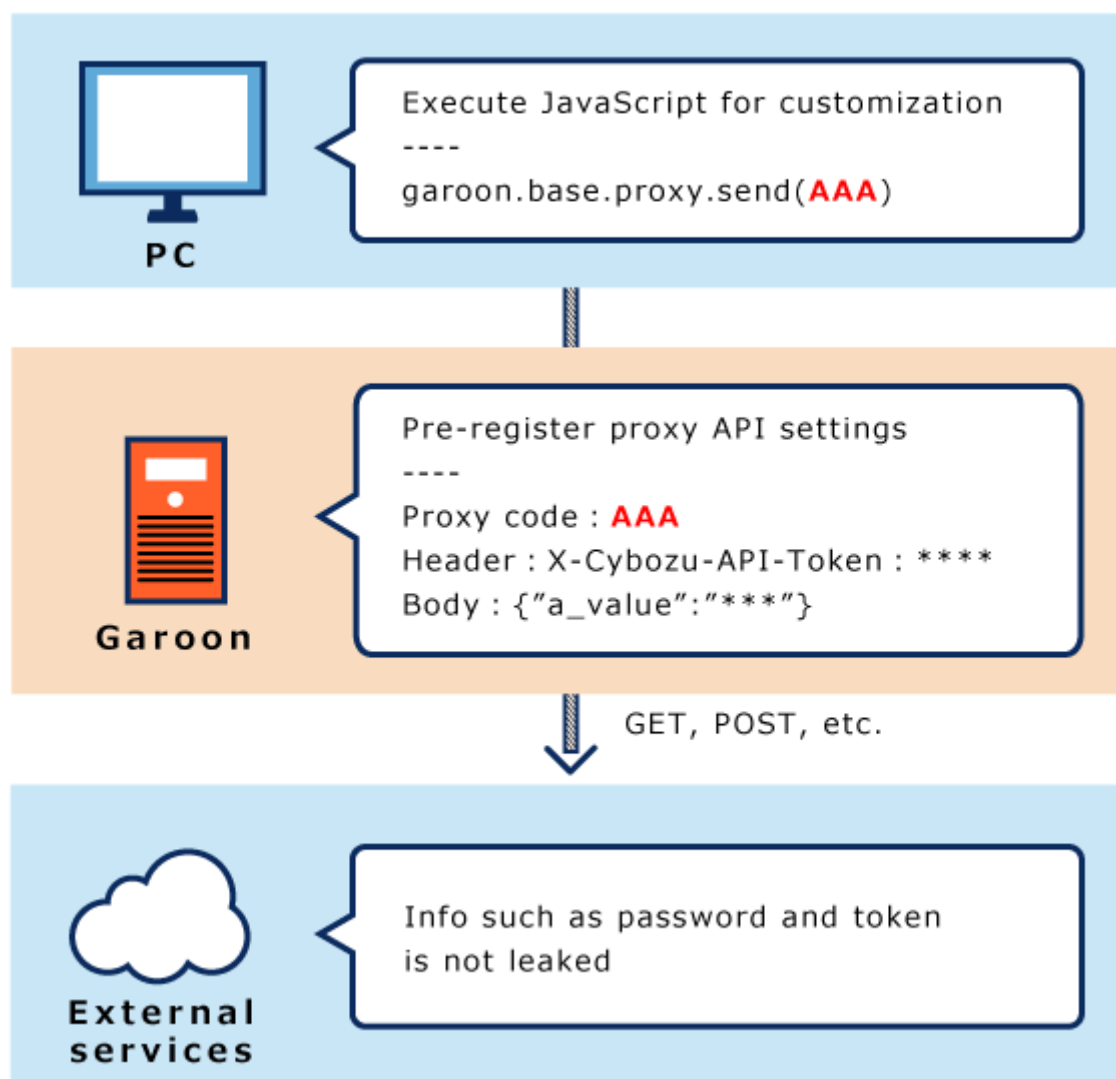 Execute JavaScript for customization
----
garoon.base.proxy.send(AAA)
PC
Pre-register proxy API settings
----
Proxy code : AAA
Header : X-Cybozu-API-Token : ****
Body : {″a_value″:″***″}
Garoon
GET, POST, etc.
Info such as password and token
is not leaked
External
services